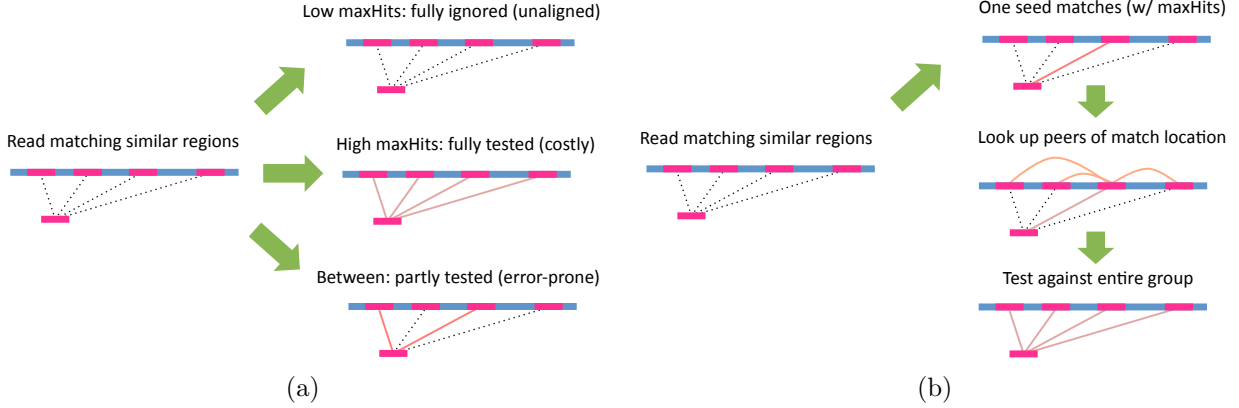 Low maxHits: fully ignored (unaligned)
Read matching similar regions
High maxHits: fully tested (costly)
Between: partly tested (error-prone)
(a)
One seed matches (w/ maxHits)
Read matching similar regions
Look up peers of match location
Test against entire group
(b)